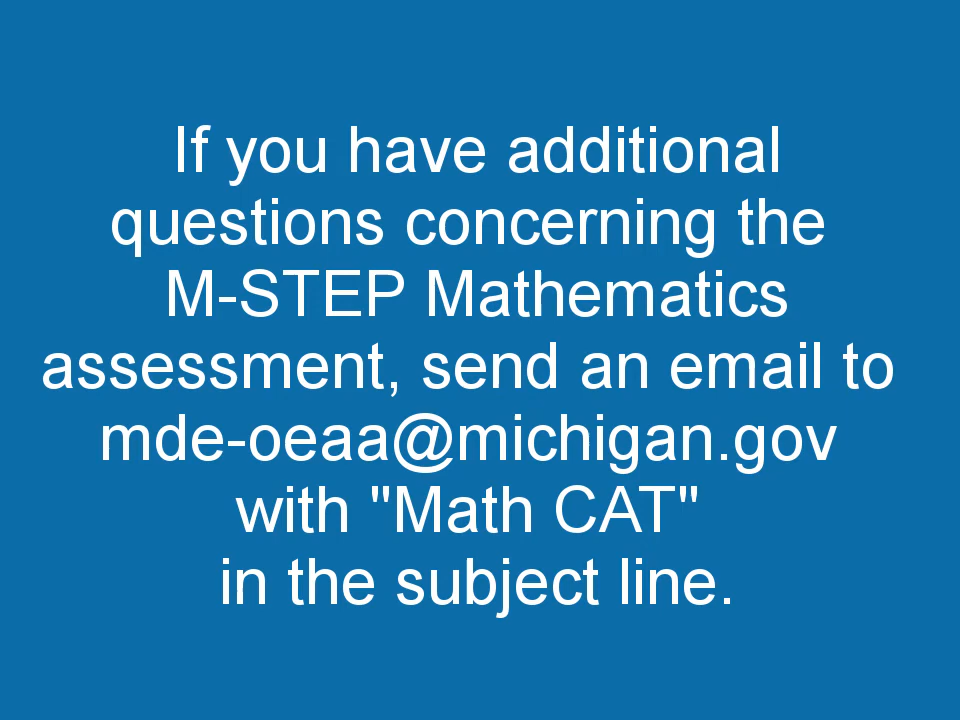 If you have additional
questions concerning the
M-STEP Mathematics
assessment, send an email to
mde-oeaa@michigan.gov
with "Math CAT"
in the subject line.